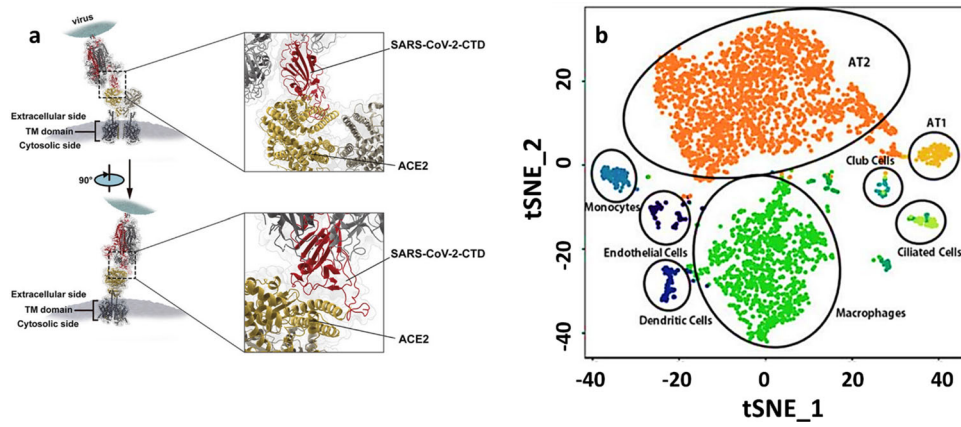 a
virus
Extracellular side
TM domain
Cytosolic side
SARS-CoV-2-CTD
ACE2
90°
Extracellular side
TM domain
Cytosolic side
SARS-CoV-2-CTD
ACE2
b
tSNE_2
20
0
-20
-40
AT2
AT1
Club Cells
Monocytes
Endothelial Cells
Ciliated Cells
Dendritic Cells
Macrophages
-40 -20 0 20 40
tSNE_1